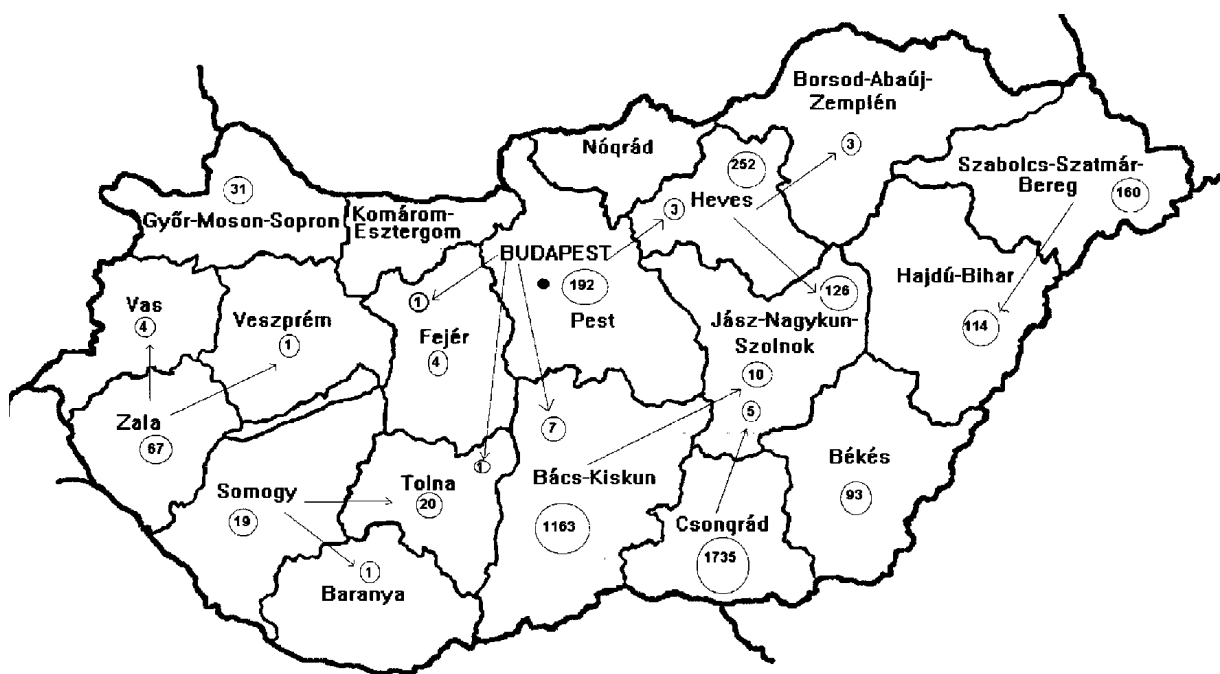 Borsod-Abaúj-
Zemplén
3
Nóqrád
252
Szabolcs-Szatmár-
Bereg
160
31
Győr-Moson-Sopron
Komárom-
Esztergom
3
Heves
BUDAPEST
192
Pest
1
Hajdú-Bihar
114
126
Jász-Nagykun-
Szolnok
10
5
Vas
4
Veszprém
1
Fejér
4
Zala
67
7
Bács-Kiskun
1163
Békés
93
Somogy
19
Tolna
1
20
Csongrád
1735
1
Baranya